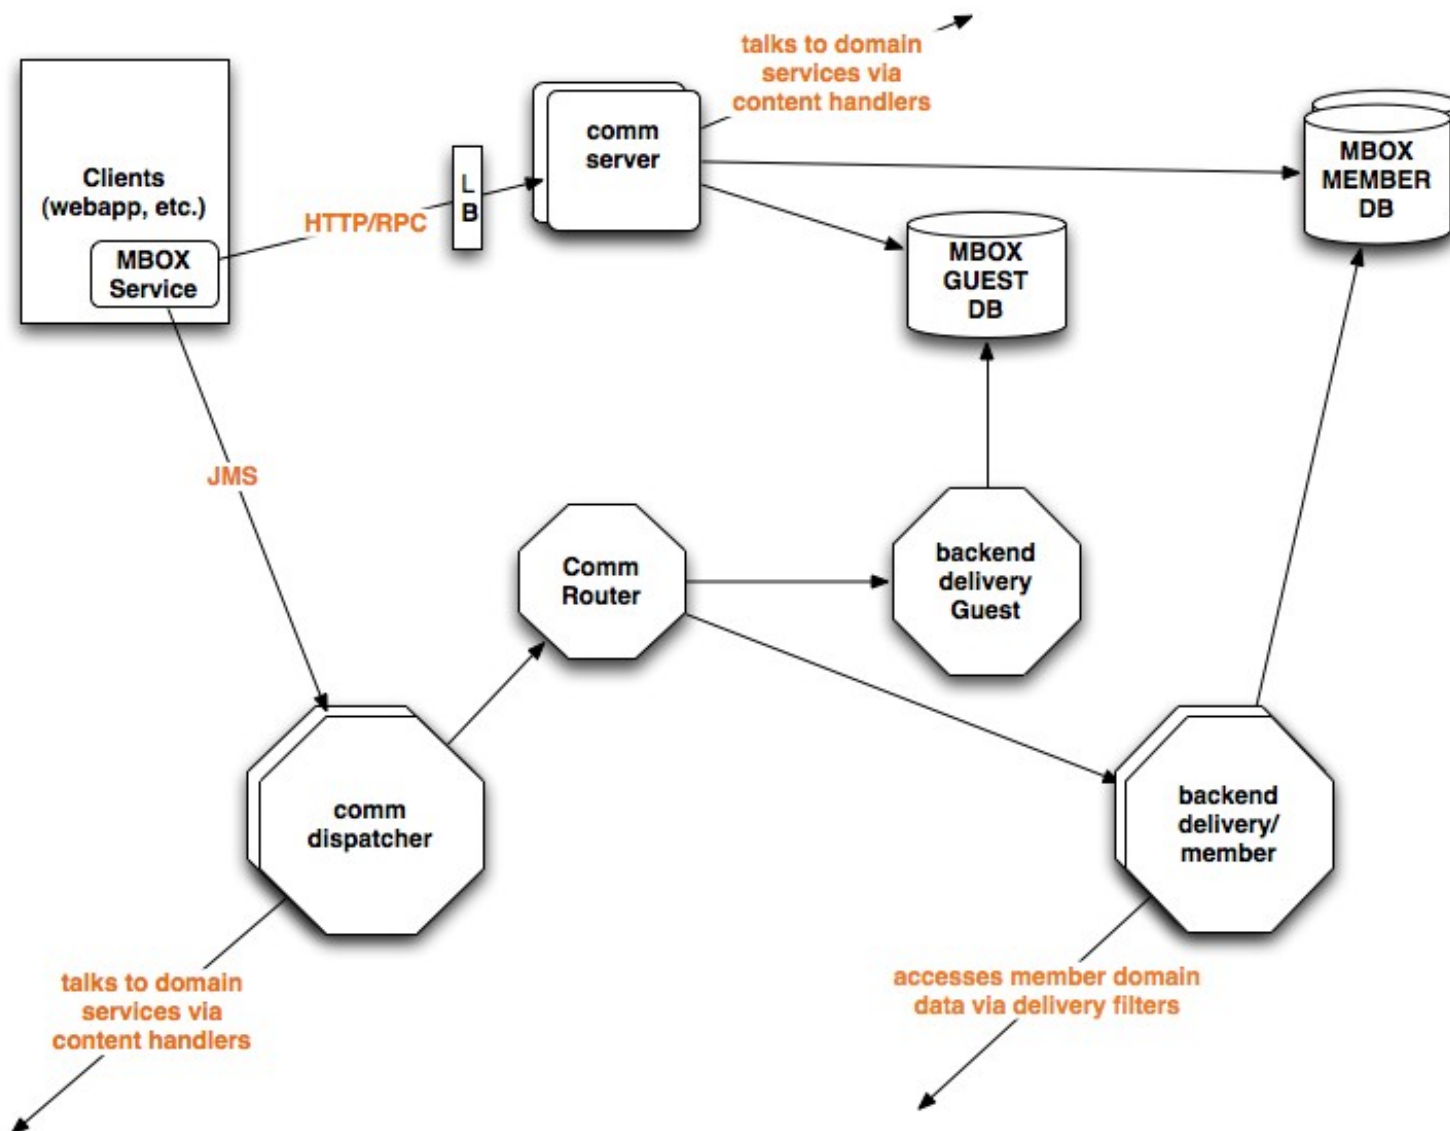 talks to domain
services via
content handlers
Clients
(webapp, etc.)
MBOX
Service
HTTP/RPC
L
B
comm
server
MBOX
MEMBER
DB
MBOX
GUEST
DB
JMS
Comm
Router
backend
delivery
Guest
comm
dispatcher
backend
delivery/
member
talks to domain
services via
content handlers
accesses member domain
data via delivery filters